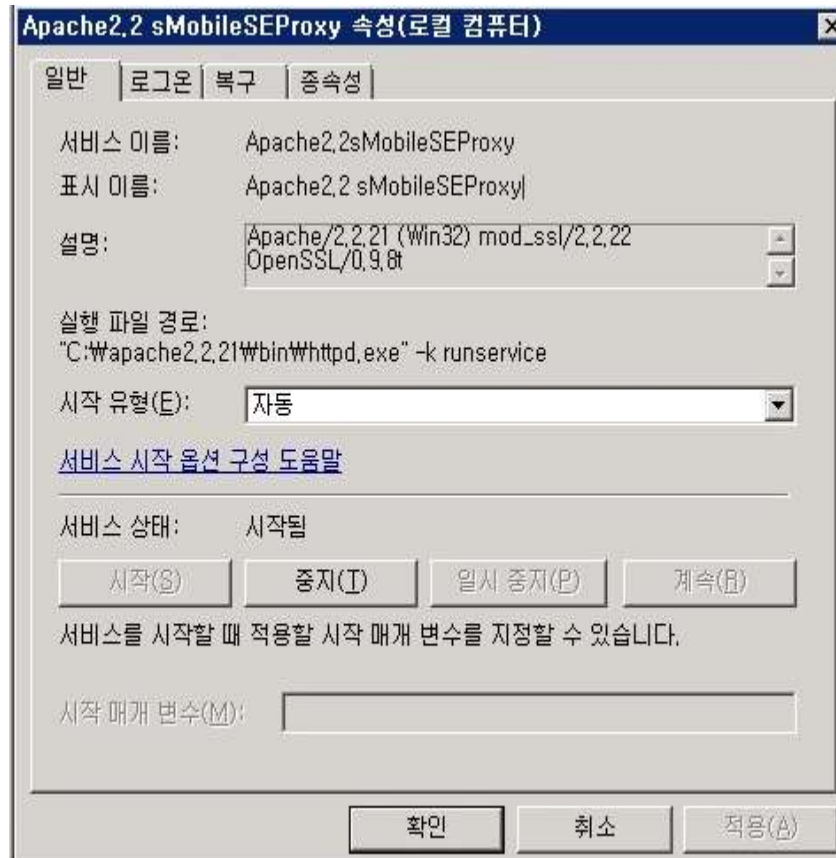 Apache2.2 sMobileSEProxy 속성(로컬 컴퓨터)
일반 로그온 복구 종속성
서비스 이름: Apache2.2sMobileSEProxy
표시 이름: Apache2.2 sMobileSEProxy
설명: Apache/2.2.21 (Win32) mod_ssl/2.2.22
OpenSSL/0.9.8t
실행 파일 경로:
"C:₩apache2.2.21₩bin₩httpd.exe" -k runservice
시작 유형(E): 자동
서비스 시작 옵션 구성 도움말
서비스 상태: 시작됨
시작(S) 중지(T) 일시 중지(P) 계속(R)
서비스를 시작할 때 적용할 시작 매개 변수를 지정할 수 있습니다.
시작 매개 변수(M):
확인 취소 적용(A)